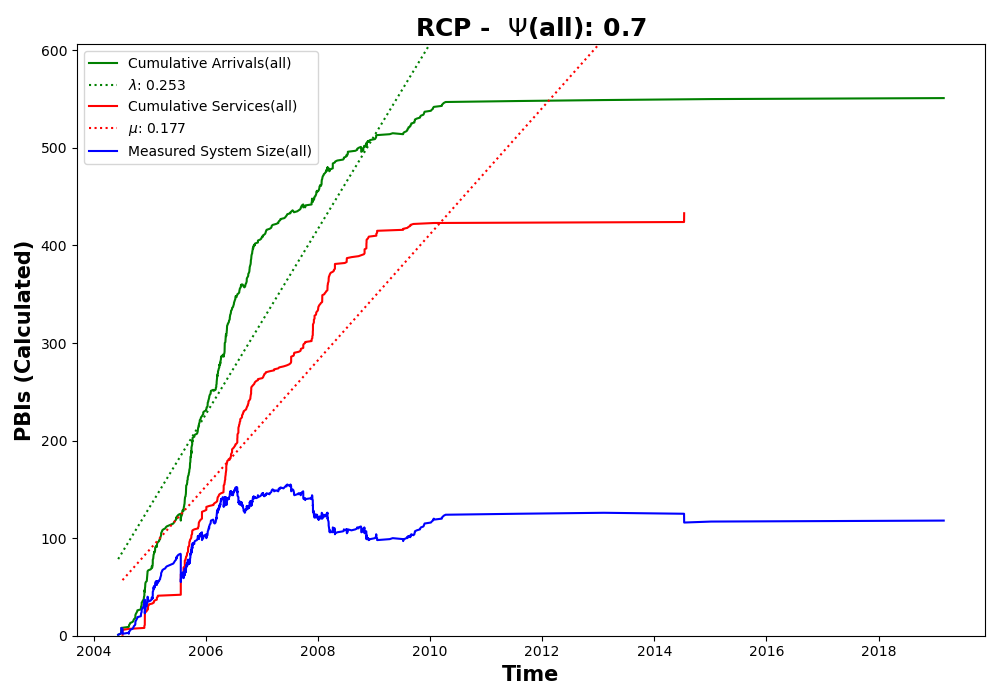 RCP - Ψ(all): 0.7
600
500
400
300
200
100
0
PBIs (Calculated)
Cumulative Arrivals(all)
λ: 0.253
Cumulative Services(all)
μ: 0.177
Measured System Size(all)
2004 2006 2008 2010 2012 2014 2016 2018
Time